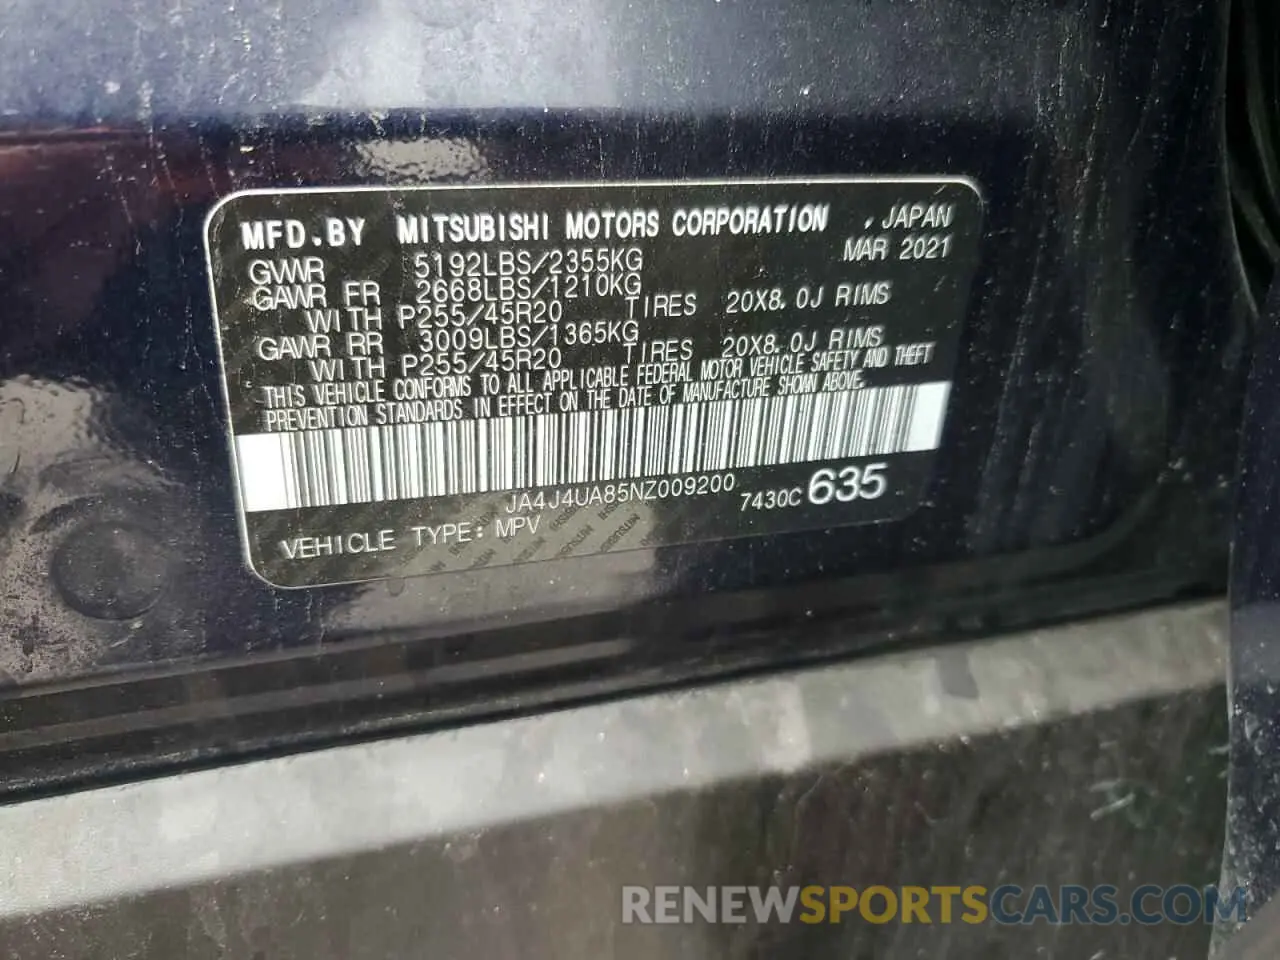 MFD.BY MITSUBISHI MOTORS CORPORATION , JAPAN
MAR 2021
GVWR 5192LBS/2355KG
GAWR FR 2668LBS/1210KG
WITH P255/45R20 TIRES 20X8.0J RIMS
GAWR RR 3009LBS/1365KG
WITH P255/45R20 TIRES 20X8.0J RIMS
THIS VEHICLE CONFORMS TO ALL APPLICABLE FEDERAL MOTOR VEHICLE SAFETY AND THEFT
PREVENTION STANDARDS IN EFFECT ON THE DATE OF MANUFACTURE SHOWN ABOVE.
JA4J4UA85NZ009200
7430C 635
VEHICLE TYPE: MPV
RENEWSPORTSCARS.COM